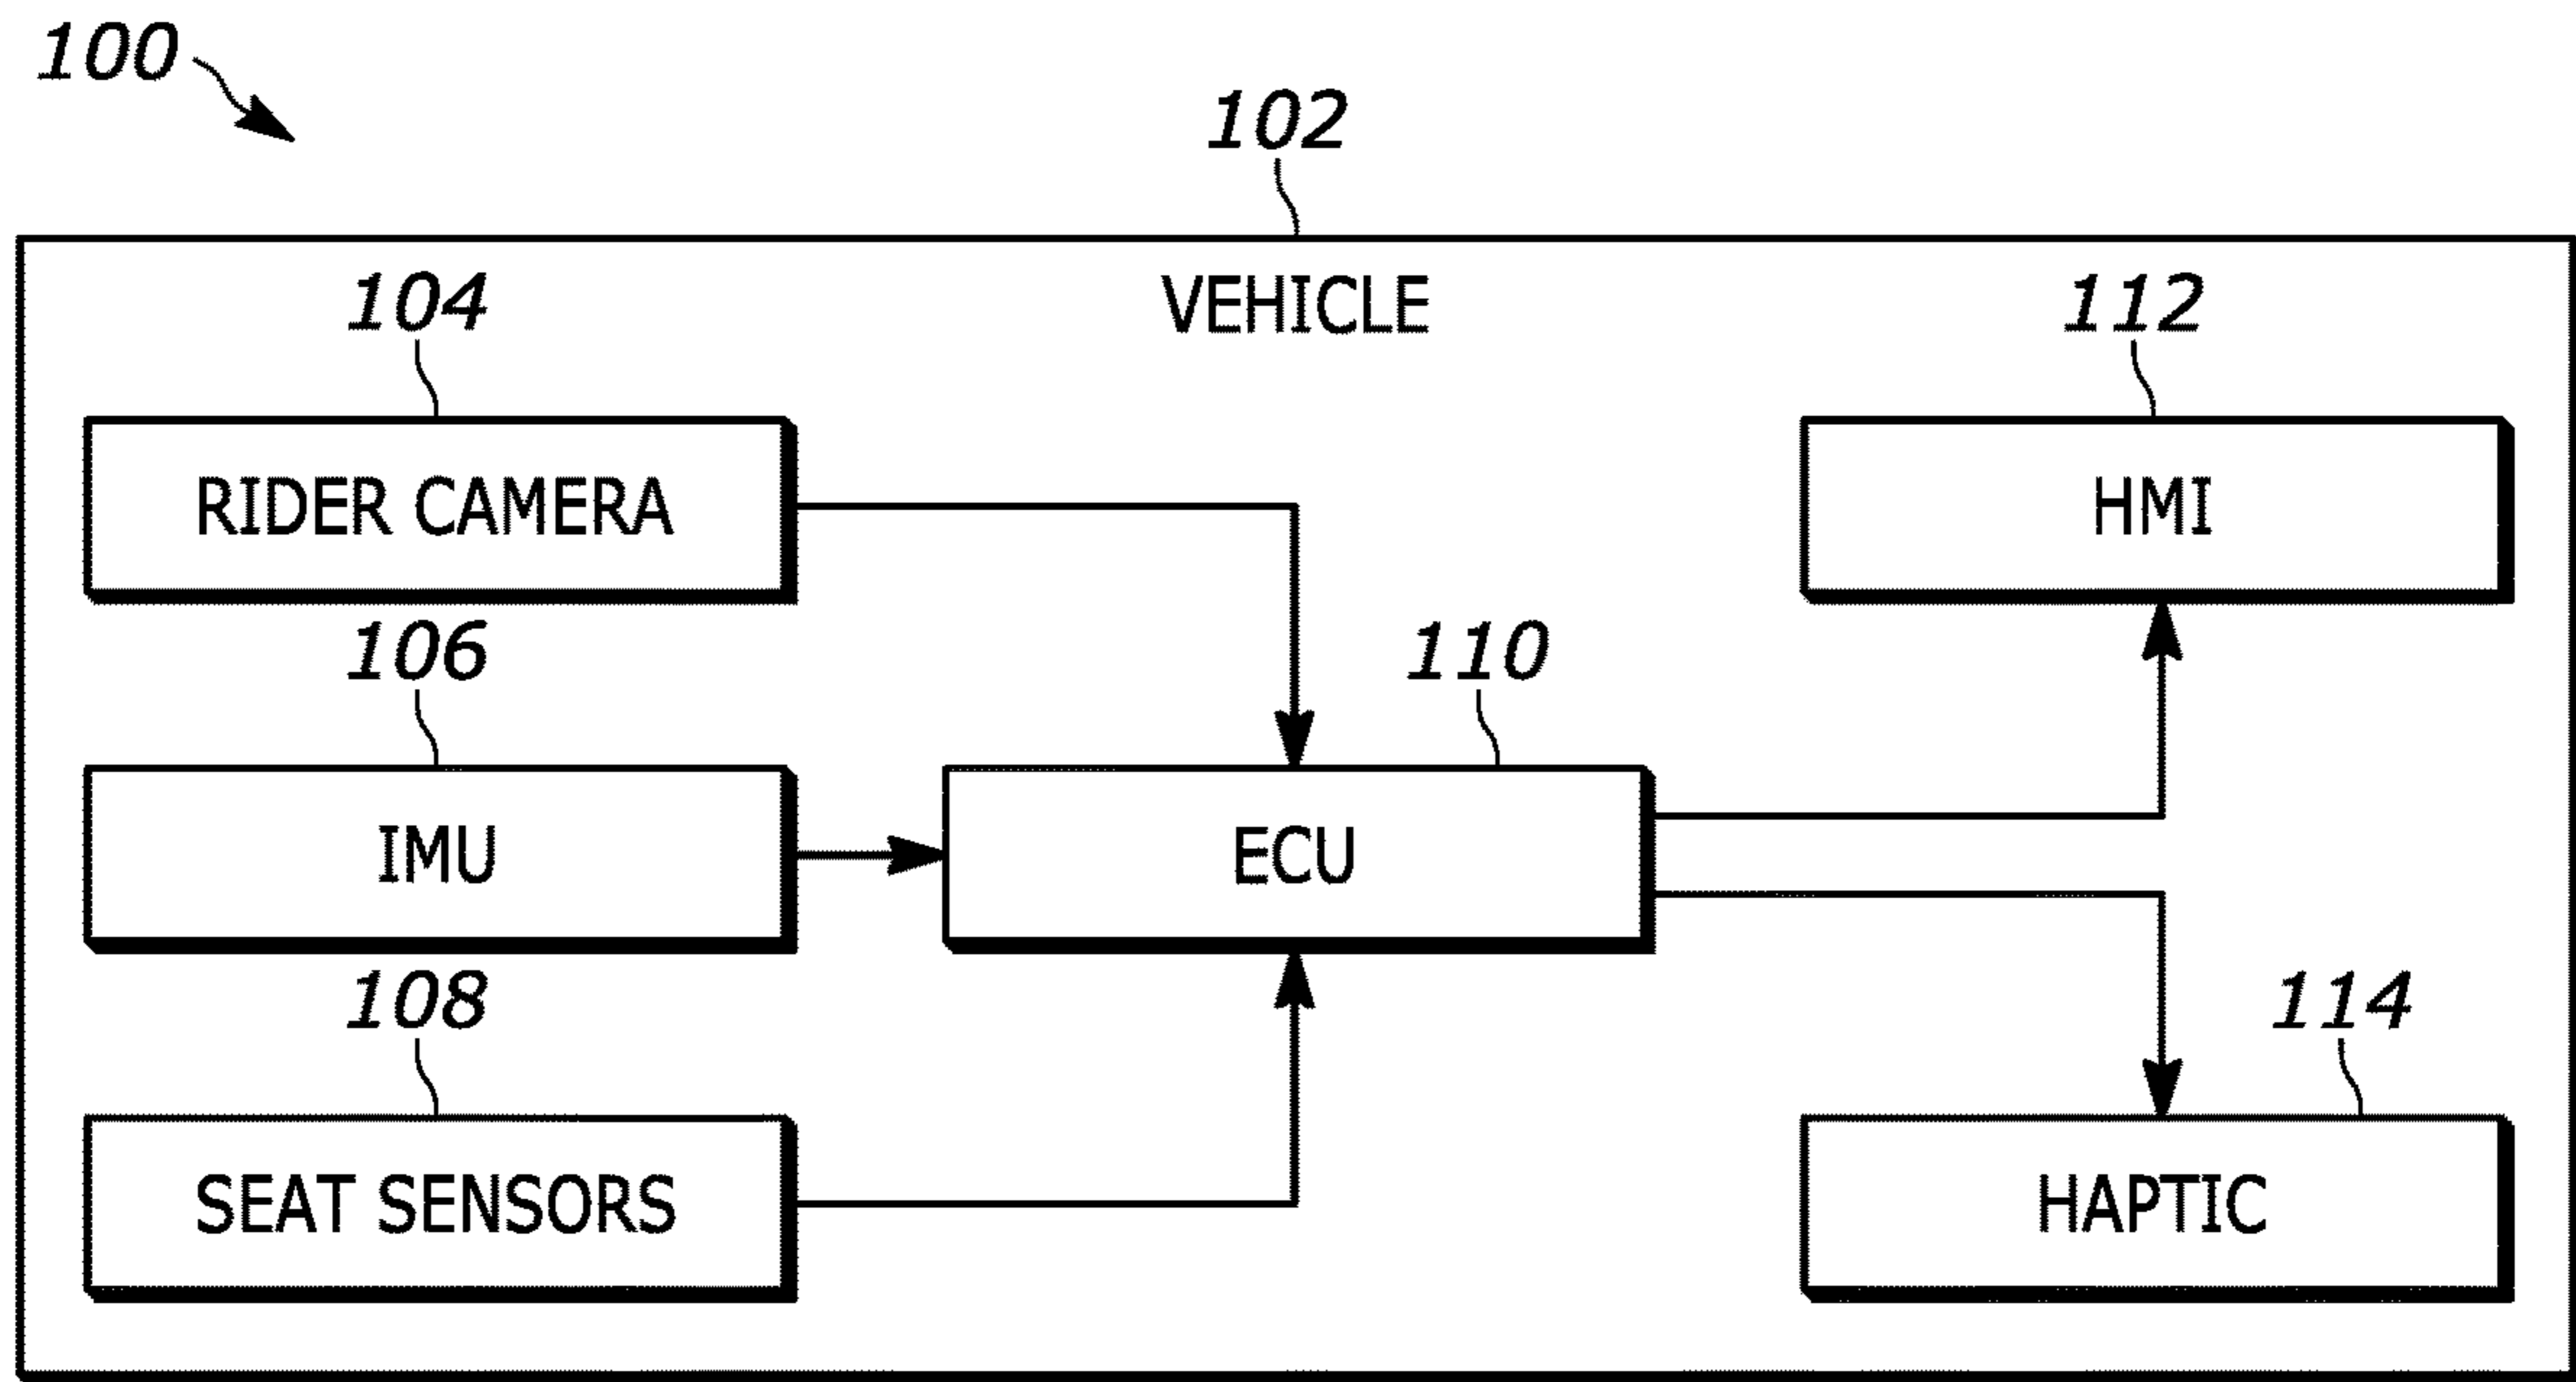 100
102
VEHICLE
104
112
RIDER CAMERA
HMI
106
110
IMU
ECU
108
114
SEAT SENSORS
HAPTIC